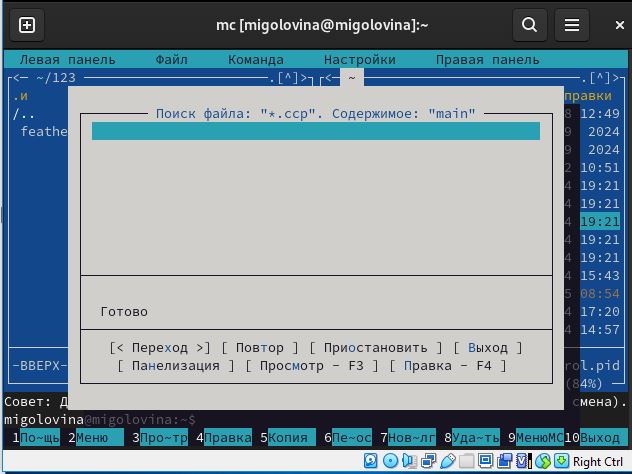 mc [migolovina@migolovina]:~
Левая панель Файл Команда Настройки Правая панель
<— ~/123 .[^]> <— ~ .[^]>
.и правки
/.. 8 12:49
feathe 9 2024
9 2024
2 10:51
4 19:21
4 19:21
4 19:21
4 19:21
4 19:21
4 15:43
5 08:54
4 17:20
4 14:57
Поиск файла: "*.ccp". Содержимое: "main"
Готово
[< Переход >] [ Повтор ] [ Приостановить ] [ Выход ]
[ Панелизация ] [ Просмотр - F3 ] [ Правка - F4 ]
-ВВЕРХ- rol.pid
(84%)
Совет: Д смена).
migolovina@migolovina:~$
1По~щь 2Меню 3Про~тр 4Правка 5Копия 6Пе~ос 7Нов~лг 8Уда~ть 9МенюMC 10Выход
Right Ctrl